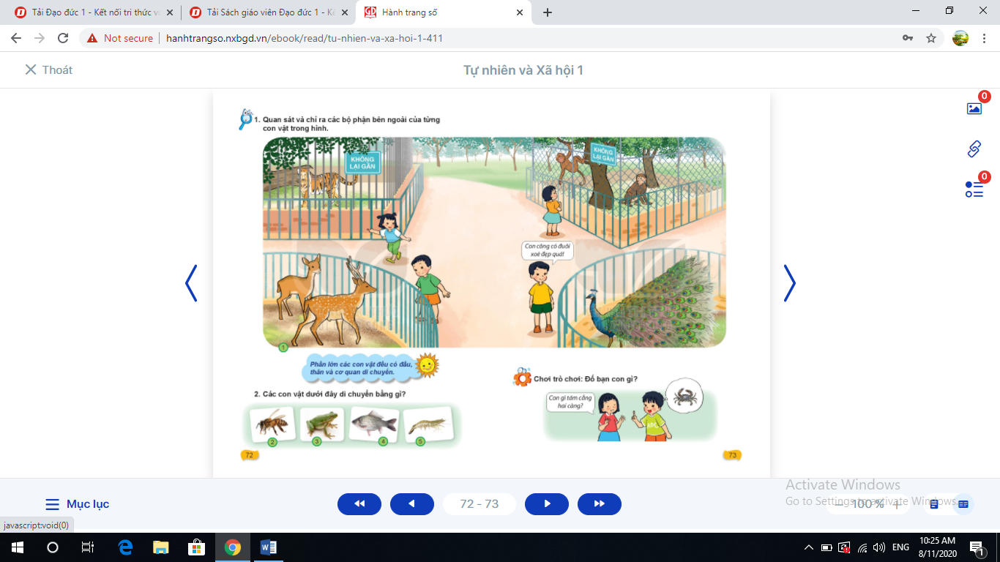 Tải Đạo đức 1 - Kết nối tri thức v
Tải Sách giáo viên Đạo đức 1 - Kế
Hành trang số
Not secure
hanhtrangso.nxbgd.vn/ebook/read/tu-nhien-va-xa-hoi-1-411
Thoát
Tự nhiên và Xã hội 1
0
0
1. Quan sát và chỉ ra các bộ phận bên ngoài của từng
con vật trong hình.
KHÔNG
LẠI GẦN
KHÔNG
LẠI GẦN
Con công có đuôi
xoè đẹp quá!
1
Phần lớn các con vật đều có đầu,
thân và cơ quan di chuyển.
2. Các con vật dưới đây di chuyển bằng gì?
2
3
4
5
72
Chơi trò chơi: Đố bạn con gì?
Con gì tám cẳng
hai càng?
73
Mục lục
72 - 73
100 %
Activate Windows
Go to Settings to activate Windows.
javascript:void(0)
ENG
10:25 AM
8/11/2020
1